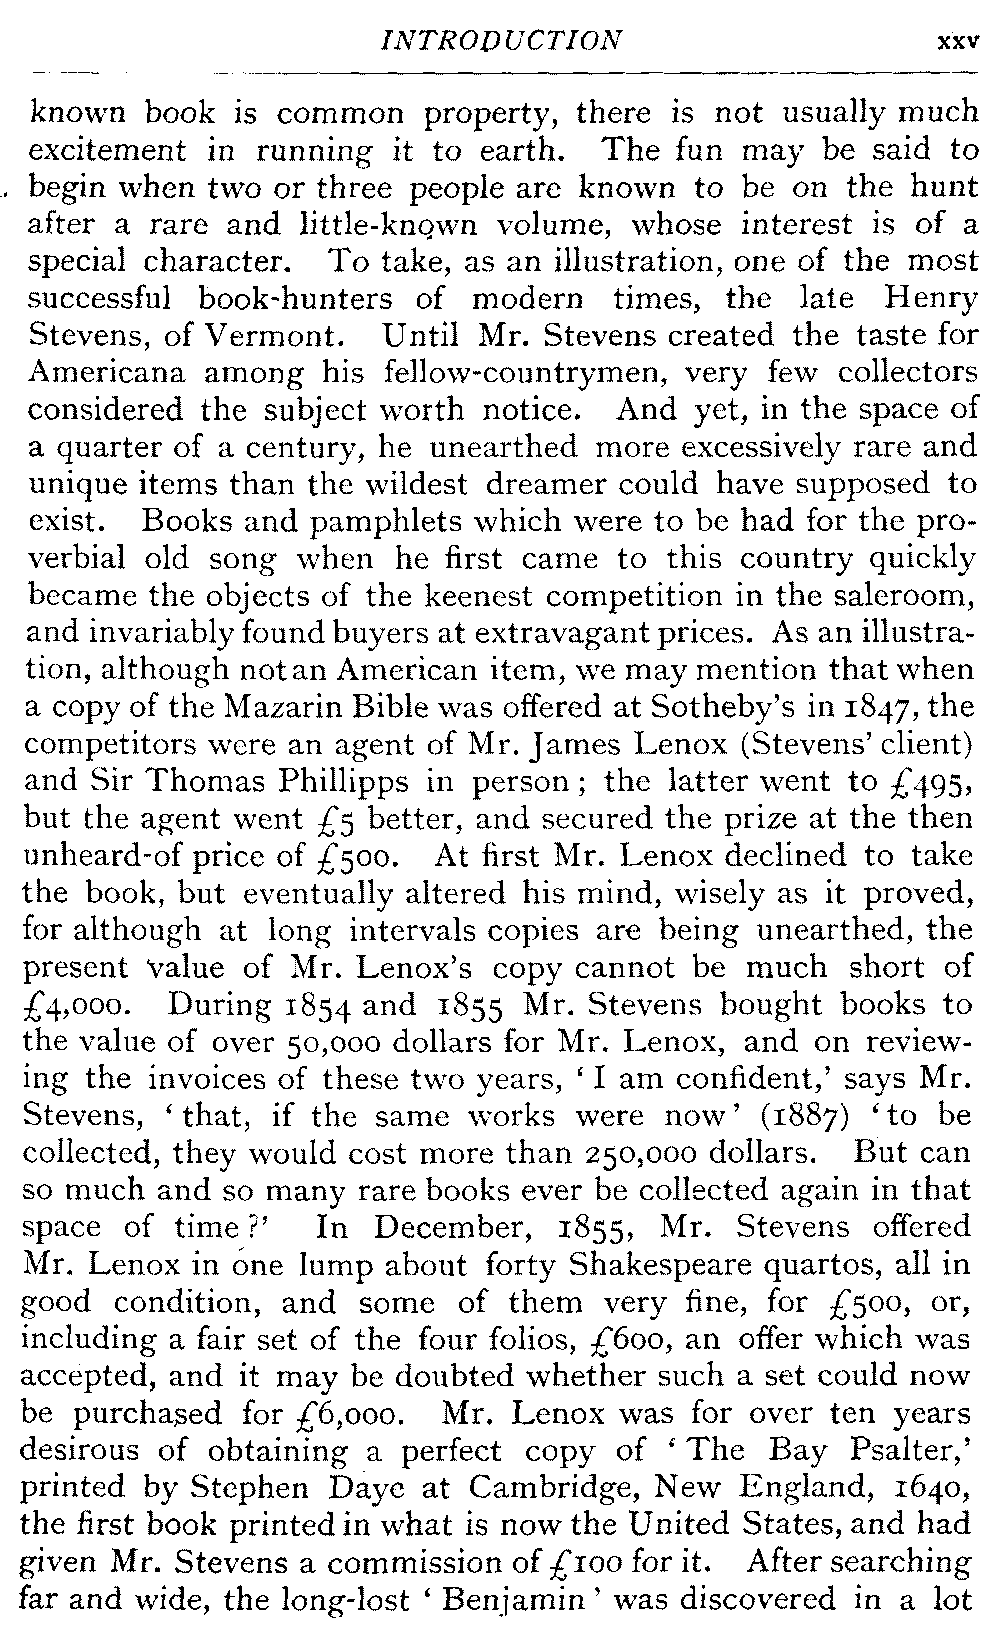 INTRODUCTION xxv
known book is common property, there is not usually much
excitement in running it to earth. The fun may be said to
begin when two or three people are known to be on the hunt
after a rare and little-known volume, whose interest is of a
special character. To take, as an illustration, one of the most
successful book-hunters of modern times, the late Henry
Stevens, of Vermont. Until Mr. Stevens created the taste for
Americana among his fellow-countrymen, very few collectors
considered the subject worth notice. And yet, in the space of
a quarter of a century, he unearthed more excessively rare and
unique items than the wildest dreamer could have supposed to
exist. Books and pamphlets which were to be had for the pro-
verbial old song when he first came to this country quickly
became the objects of the keenest competition in the saleroom,
and invariably found buyers at extravagant prices. As an illustra-
tion, although not an American item, we may mention that when
a copy of the Mazarin Bible was offered at Sotheby's in 1847, the
competitors were an agent of Mr. James Lenox (Stevens' client)
and Sir Thomas Phillipps in person; the latter went to £495,
but the agent went £5 better, and secured the prize at the then
unheard-of price of £500. At first Mr. Lenox declined to take
the book, but eventually altered his mind, wisely as it proved,
for although at long intervals copies are being unearthed, the
present value of Mr. Lenox's copy cannot be much short of
£4,000. During 1854 and 1855 Mr. Stevens bought books to
the value of over 50,000 dollars for Mr. Lenox, and on review-
ing the invoices of these two years, ‘I am confident,’ says Mr.
Stevens, ‘that, if the same works were now’ (1887) ‘to be
collected, they would cost more than 250,000 dollars. But can
so much and so many rare books ever be collected again in that
space of time?’ In December, 1855, Mr. Stevens offered
Mr. Lenox in one lump about forty Shakespeare quartos, all in
good condition, and some of them very fine, for £500, or,
including a fair set of the four folios, £600, an offer which was
accepted, and it may be doubted whether such a set could now
be purchased for £6,000. Mr. Lenox was for over ten years
desirous of obtaining a perfect copy of ‘The Bay Psalter,’
printed by Stephen Daye at Cambridge, New England, 1640,
the first book printed in what is now the United States, and had
given Mr. Stevens a commission of £100 for it. After searching
far and wide, the long-lost ‘Benjamin’ was discovered in a lot